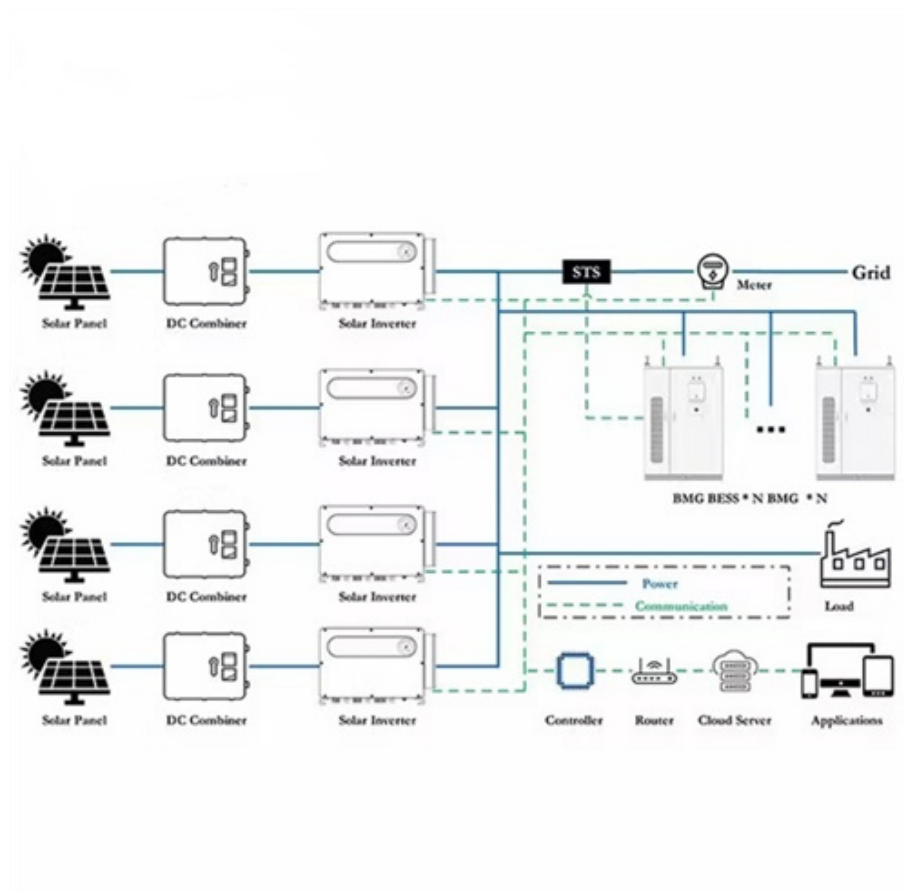 STS
Meter
Grid
Solar Panel
DC Combiner
Solar Inverter
Solar Panel
DC Combiner
Solar Inverter
BMG BESS * N BMG * N
Solar Panel
DC Combiner
Solar Inverter
Power
Communication
Load
Solar Panel
DC Combiner
Solar Inverter
Controller
Router
Cloud Server
Applications